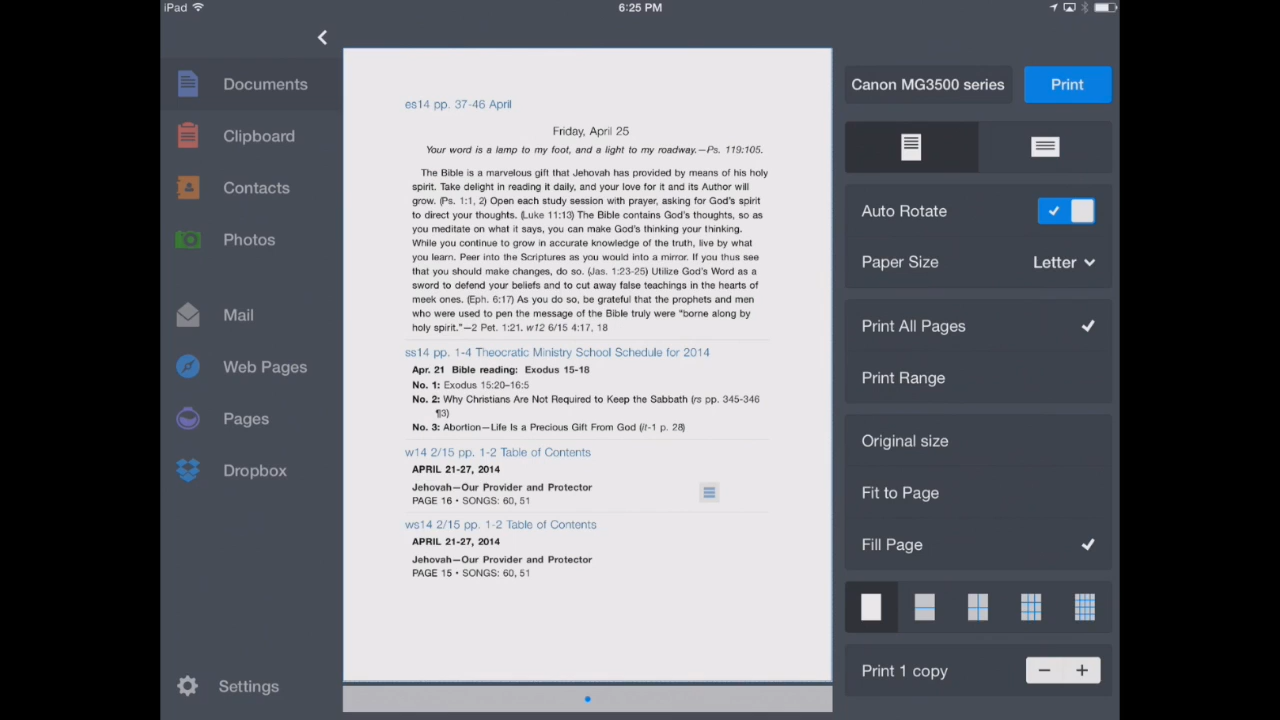 iPad
6:25 PM
Documents
Clipboard
Contacts
Photos
Mail
Web Pages
Pages
Dropbox
Settings
es14 pp. 37-46 April
Friday, April 25
Your word is a lamp to my foot, and a light to my roadway.—Ps. 119:105.
The Bible is a marvelous gift that Jehovah has provided by means of his holy
spirit. Take delight in reading it daily, and your love for it and its Author will
grow. (Ps. 1:1, 2) Open each study session with prayer, asking for God's spirit
to direct your thoughts. (Luke 11:13) The Bible contains God's thoughts, so as
you meditate on what it says, you can make God's thinking your thinking.
While you continue to grow in accurate knowledge of the truth, live by what
you learn. Peer into the Scriptures as you would into a mirror. If you thus see
that you should make changes, do so. (Jas. 1:23-25) Utilize God's Word as a
sword to defend your beliefs and to cut away false teachings in the hearts of
meek ones. (Eph. 6:17) As you do so, be grateful that the prophets and men
who were used to pen the message of the Bible truly were “borne along by
holy spirit.”—2 Pet. 1:21. w12 6/15 4:17, 18
ss14 pp. 1-4 Theocratic Ministry School Schedule for 2014
Apr. 21 Bible reading: Exodus 15-18
No. 1: Exodus 15:20–16:5
No. 2: Why Christians Are Not Required to Keep the Sabbath (rs pp. 345-346
¶3)
No. 3: Abortion—Life Is a Precious Gift From God (it-1 p. 28)
w14 2/15 pp. 1-2 Table of Contents
APRIL 21-27, 2014
Jehovah—Our Provider and Protector
PAGE 16 • SONGS: 60, 51
ws14 2/15 pp. 1-2 Table of Contents
APRIL 21-27, 2014
Jehovah—Our Provider and Protector
PAGE 15 • SONGS: 60, 51
Canon MG3500 series
Print
Auto Rotate
Paper Size
Letter
Print All Pages
Print Range
Original size
Fit to Page
Fill Page
Print 1 copy